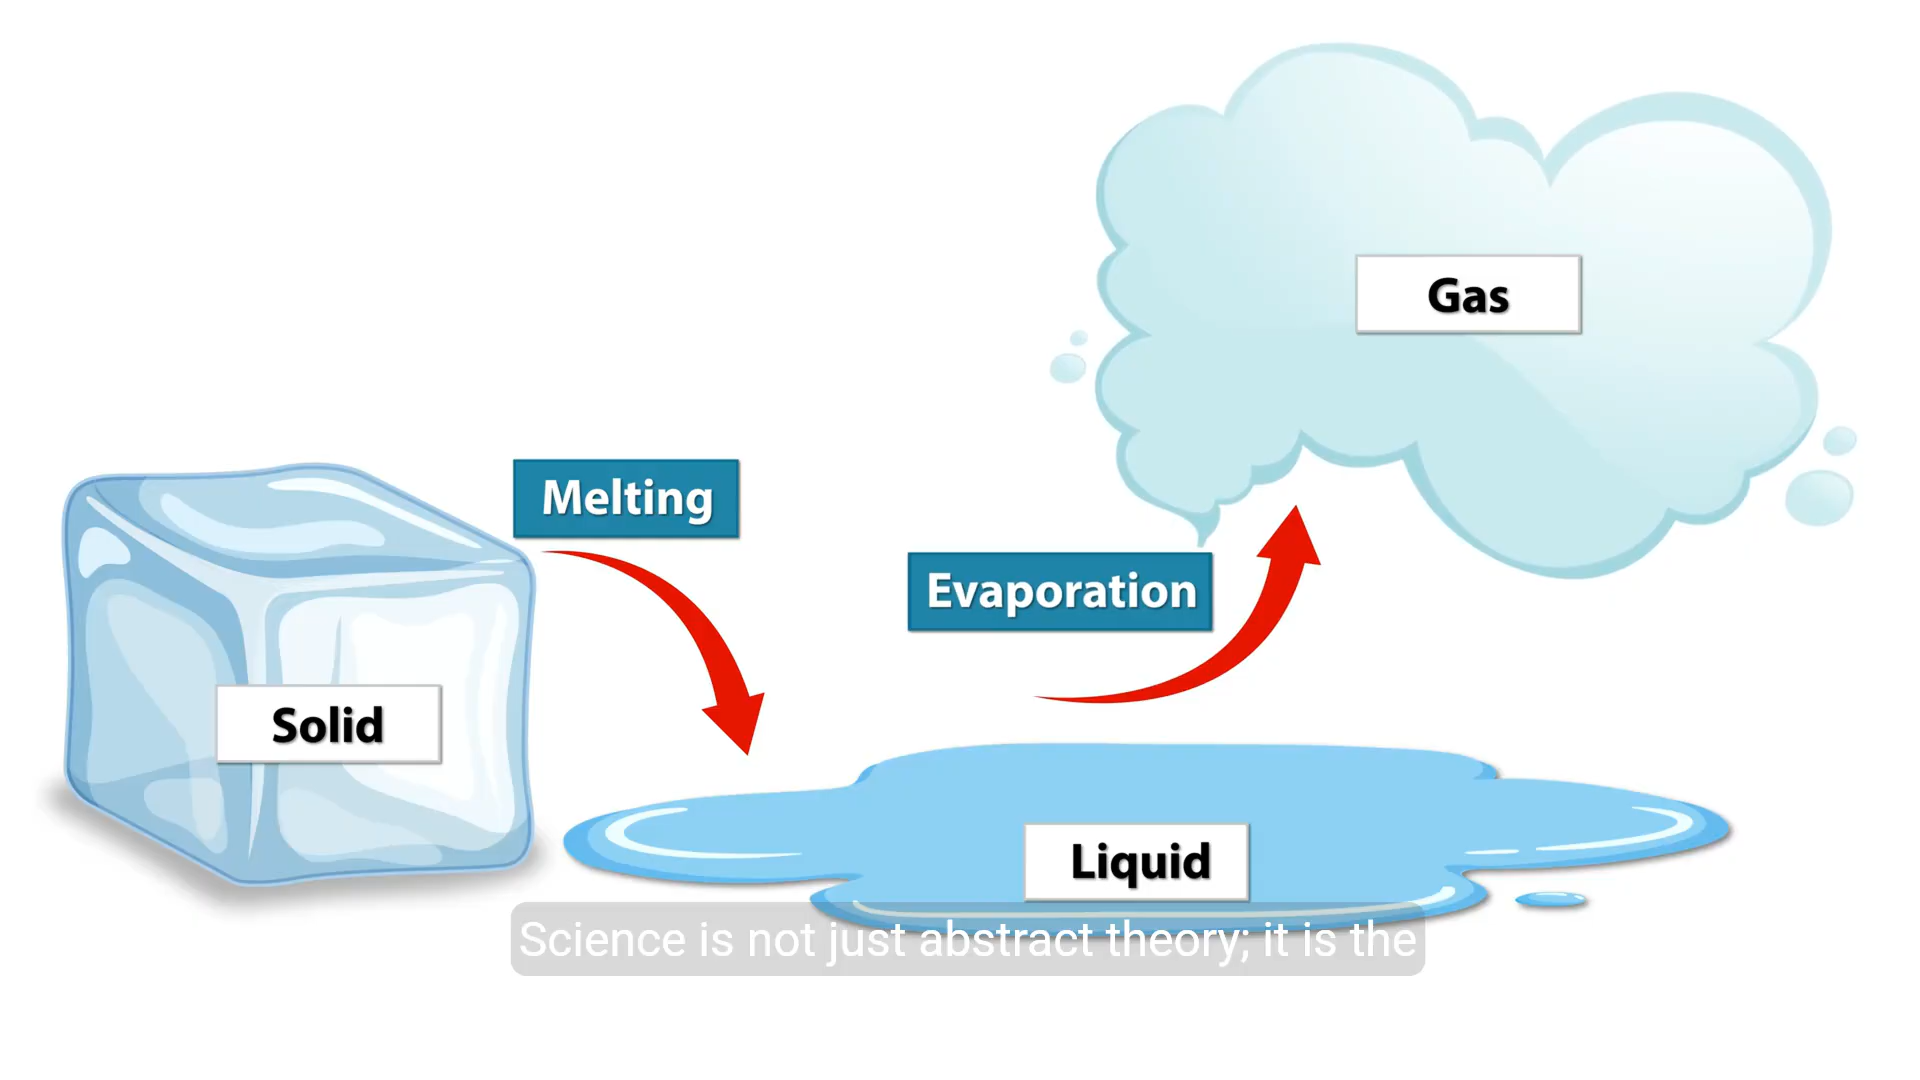 Gas
Melting
Evaporation
Solid
Liquid
Science is not just abstract theory; it is the